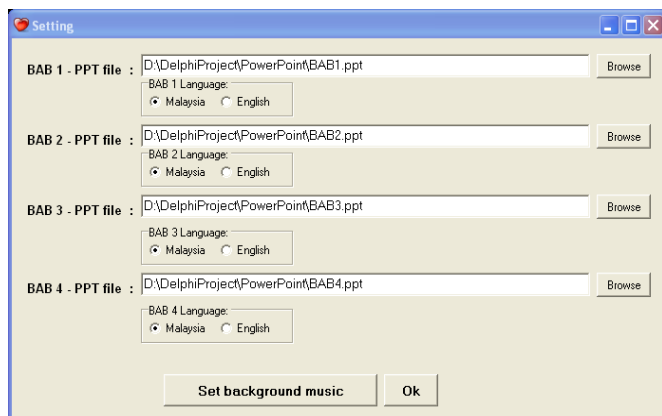 Setting
BAB 1 - PPT file : D:\DelphiProject\PowerPoint\BAB1.ppt Browse
BAB 1 Language:
Malaysia English
BAB 2 - PPT file : D:\DelphiProject\PowerPoint\BAB2.ppt Browse
BAB 2 Language:
Malaysia English
BAB 3 - PPT file : D:\DelphiProject\PowerPoint\BAB3.ppt Browse
BAB 3 Language:
Malaysia English
BAB 4 - PPT file : D:\DelphiProject\PowerPoint\BAB4.ppt Browse
BAB 4 Language:
Malaysia English
Set background music Ok